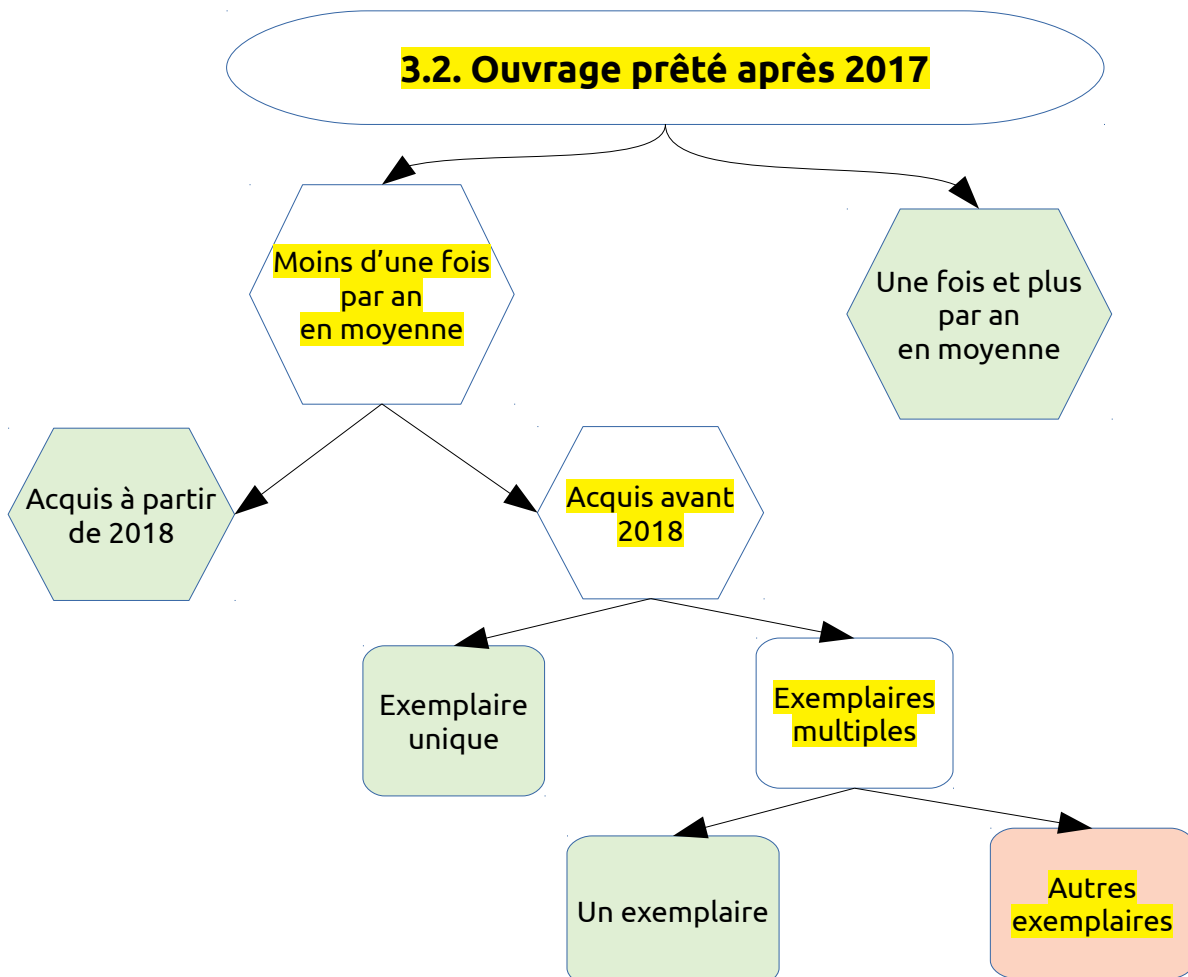 3.2. Ouvrage prêté après 2017
Moins d’une fois
par an
en moyenne
Une fois et plus
par an
en moyenne
Acquis à partir
de 2018
Acquis avant
2018
Exemplaire
unique
Exemplaires
multiples
Un exemplaire
Autres
exemplaires